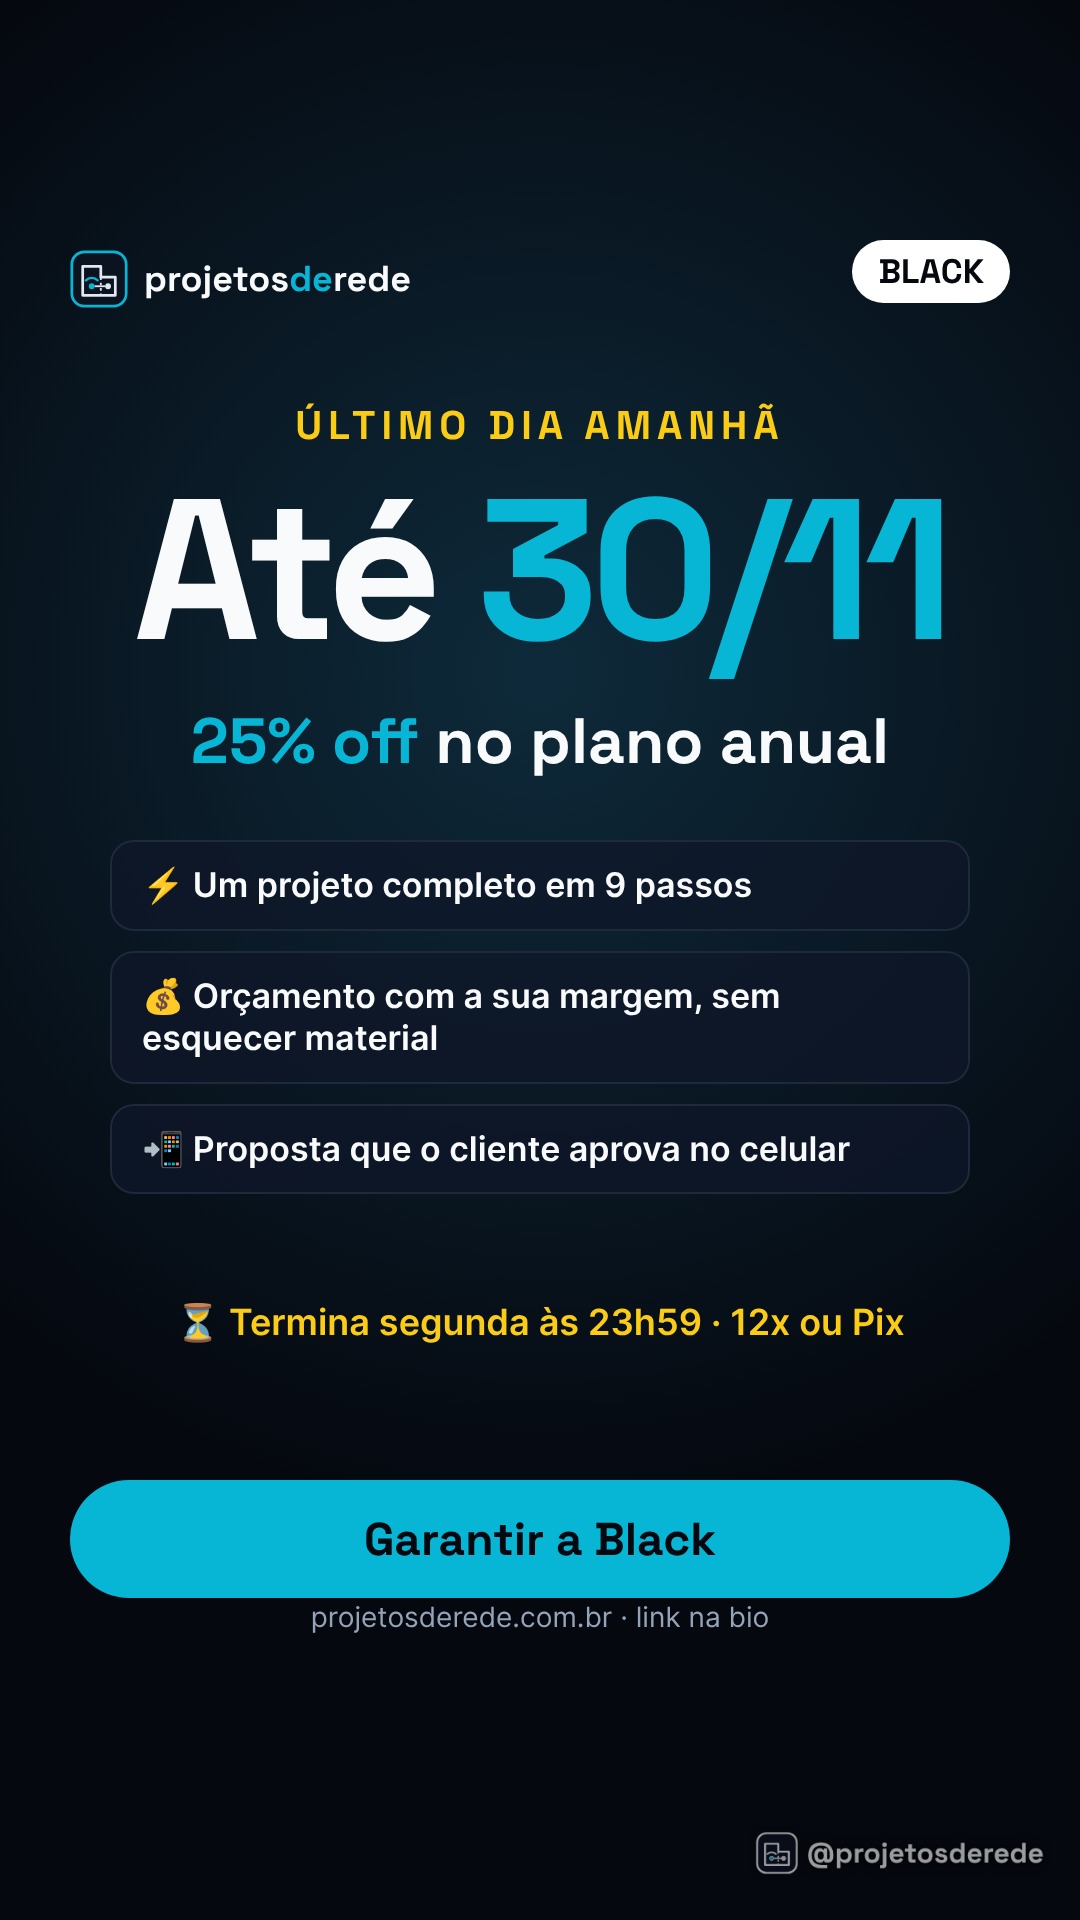 projetosderede
BLACK
ÚLTIMO DIA AMANHÃ
Até 30/11
25% off no plano anual
⚡ Um projeto completo em 9 passos
💰 Orçamento com a sua margem, sem
esquecer material
📲 Proposta que o cliente aprova no celular
⏳ Termina segunda às 23h59 · 12x ou Pix
Garantir a Black
projetosderede.com.br · link na bio
@projetosderede